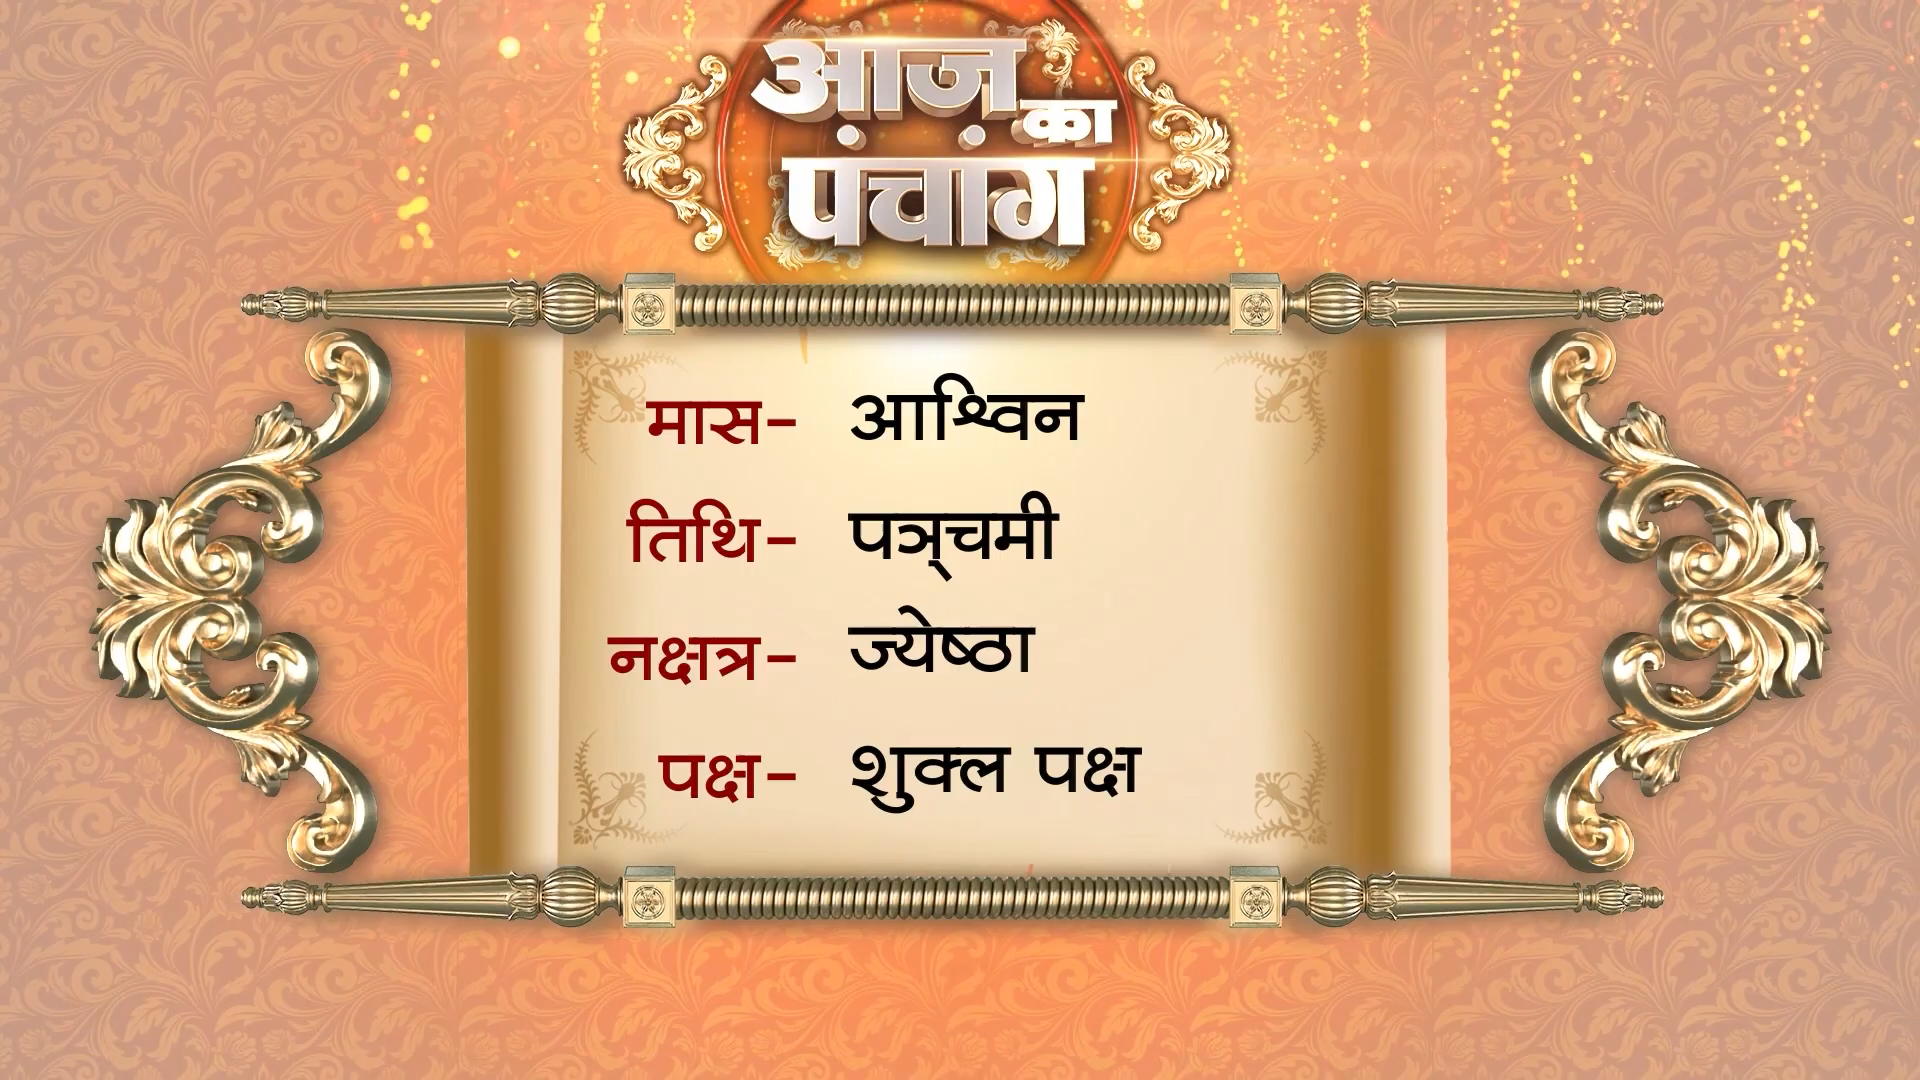 आज का
पंचांग
मास- आश्विन
तिथि- पञ्चमी
नक्षत्र- ज्येष्ठा
पक्ष- शुक्ल पक्ष